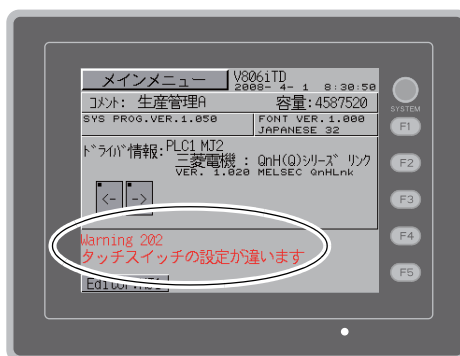 メインメニュー
V806iTD
2008- 4- 1 8:30:50
コメント: 生産管理A
容量:4587520
SYS PROG.VER.1.050
FONT VER.1.000
JAPANESE 32
ドライバ情報:PLC1 MJ2
三菱電機 : QnH(Q)シリーズ リンク
VER. 1.020 MELSEC QnHLnk
<- ->
Warning 202
タッチスイッチの設定が違います
Editor:MJ1
SYSTEM
F1
F2
F3
F4
F5